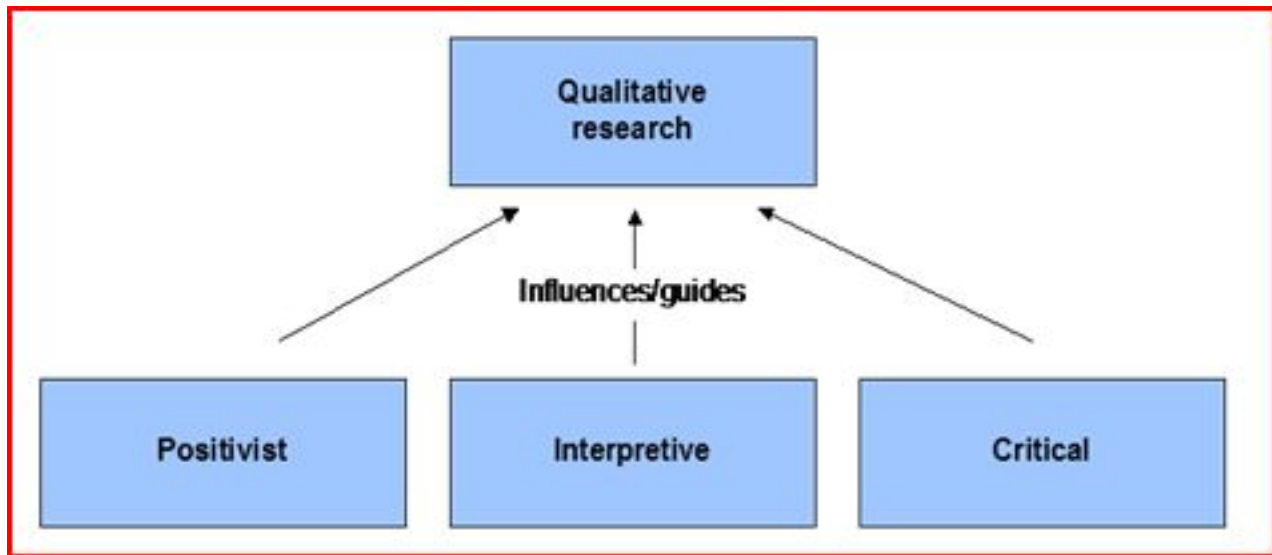 Qualitative
research
Influences/guides
Positivist
Interpretive
Critical